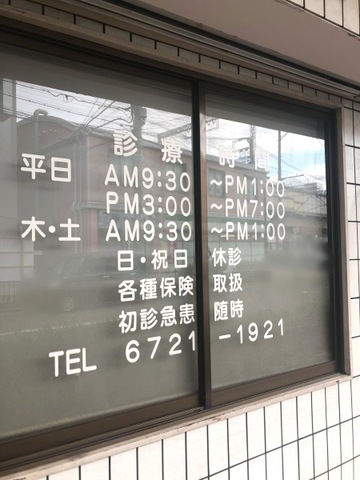 診療時間
平日 AM9:30~PM1:00
PM3:00~PM7:00
木・土 AM9:30~PM1:00
日・祝日 休診
各種保険 取扱
初診急患 随時
TEL 6721-1921